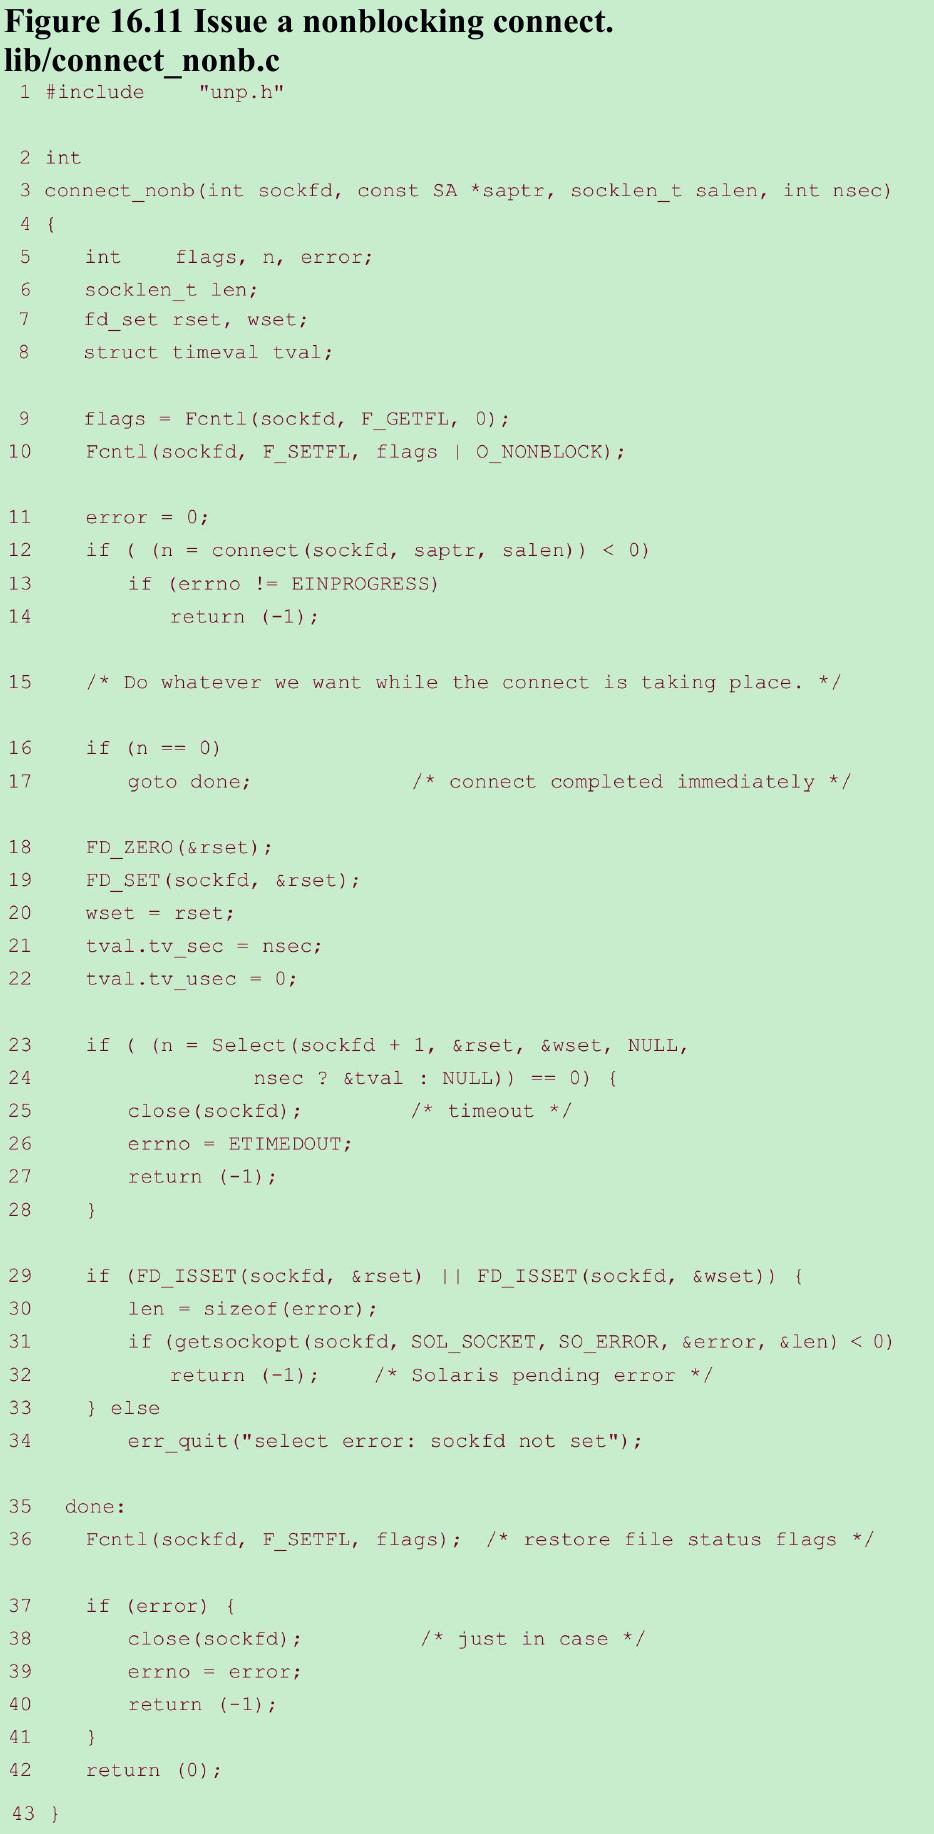 Figure 16.11 Issue a nonblocking connect.
lib/connect_nonb.c
1 #include    "unp.h"
2 int
3 connect_nonb(int sockfd, const SA *saptr, socklen_t salen, int nsec)
4 {
5     int    flags, n, error;
6     socklen_t len;
7     fd_set rset, wset;
8     struct timeval tval;
9     flags = Fcntl(sockfd, F_GETFL, 0);
10    Fcntl(sockfd, F_SETFL, flags | O_NONBLOCK);
11    error = 0;
12    if ( (n = connect(sockfd, saptr, salen)) < 0)
13        if (errno != EINPROGRESS)
14            return (-1);
15    /* Do whatever we want while the connect is taking place. */
16    if (n == 0)
17        goto done;               /* connect completed immediately */
18    FD_ZERO(&rset);
19    FD_SET(sockfd, &rset);
20    wset = rset;
21    tval.tv_sec = nsec;
22    tval.tv_usec = 0;
23    if ( (n = Select(sockfd + 1, &rset, &wset, NULL,
24                     nsec ? &tval : NULL)) == 0) {
25        close(sockfd);           /* timeout */
26        errno = ETIMEDOUT;
27        return (-1);
28    }
29    if (FD_ISSET(sockfd, &rset) || FD_ISSET(sockfd, &wset)) {
30        len = sizeof(error);
31        if (getsockopt(sockfd, SOL_SOCKET, SO_ERROR, &error, &len) < 0)
32            return (-1);     /* Solaris pending error */
33    } else
34        err_quit("select error: sockfd not set");
35  done:
36    Fcntl(sockfd, F_SETFL, flags);  /* restore file status flags */
37    if (error) {
38        close(sockfd);           /* just in case */
39        errno = error;
40        return (-1);
41    }
42    return (0);
43 }